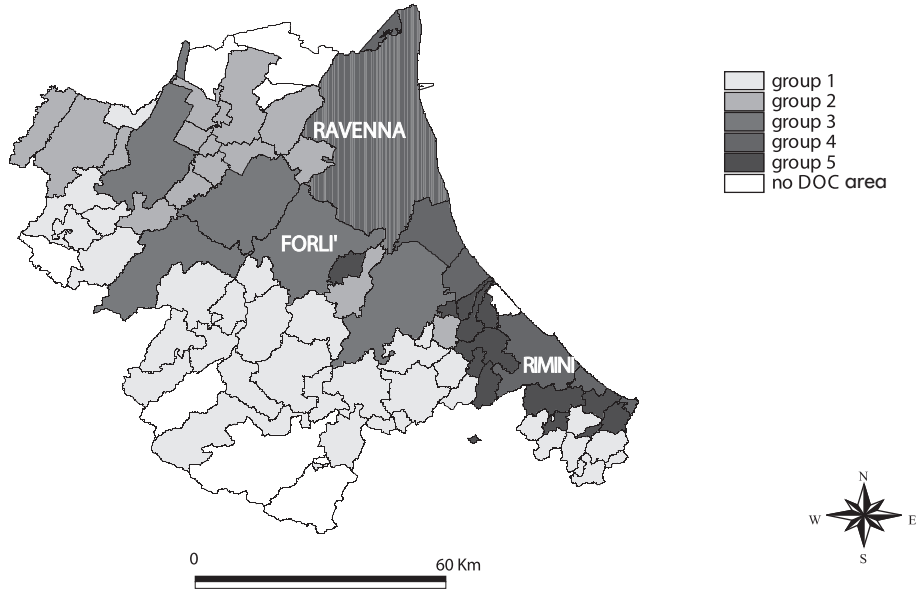 RAVENNA
FORLI'
RIMINI
group 1
group 2
group 3
group 4
group 5
no DOC area
N
W E
S
0 60 Km